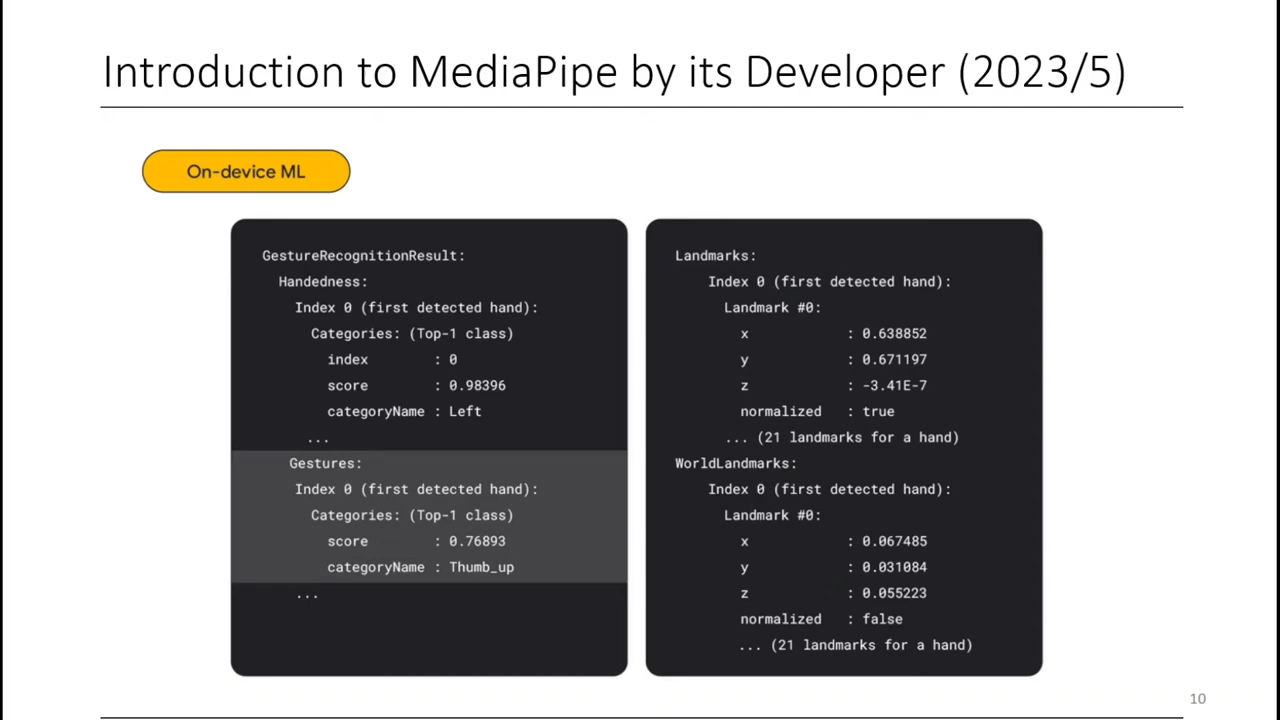 Introduction to MediaPipe by its Developer (2023/5)
On-device ML
GestureRecognitionResult:
Handedness:
Index 0 (first detected hand):
Categories: (Top-1 class)
index : 0
score : 0.98396
categoryName : Left
...
Gestures:
Index 0 (first detected hand):
Categories: (Top-1 class)
score : 0.76893
categoryName : Thumb_up
...
Landmarks:
Index 0 (first detected hand):
Landmark #0:
x : 0.638852
y : 0.671197
z : -3.41E-7
normalized : true
... (21 landmarks for a hand)
WorldLandmarks:
Index 0 (first detected hand):
Landmark #0:
x : 0.067485
y : 0.031084
z : 0.055223
normalized : false
... (21 landmarks for a hand)
10